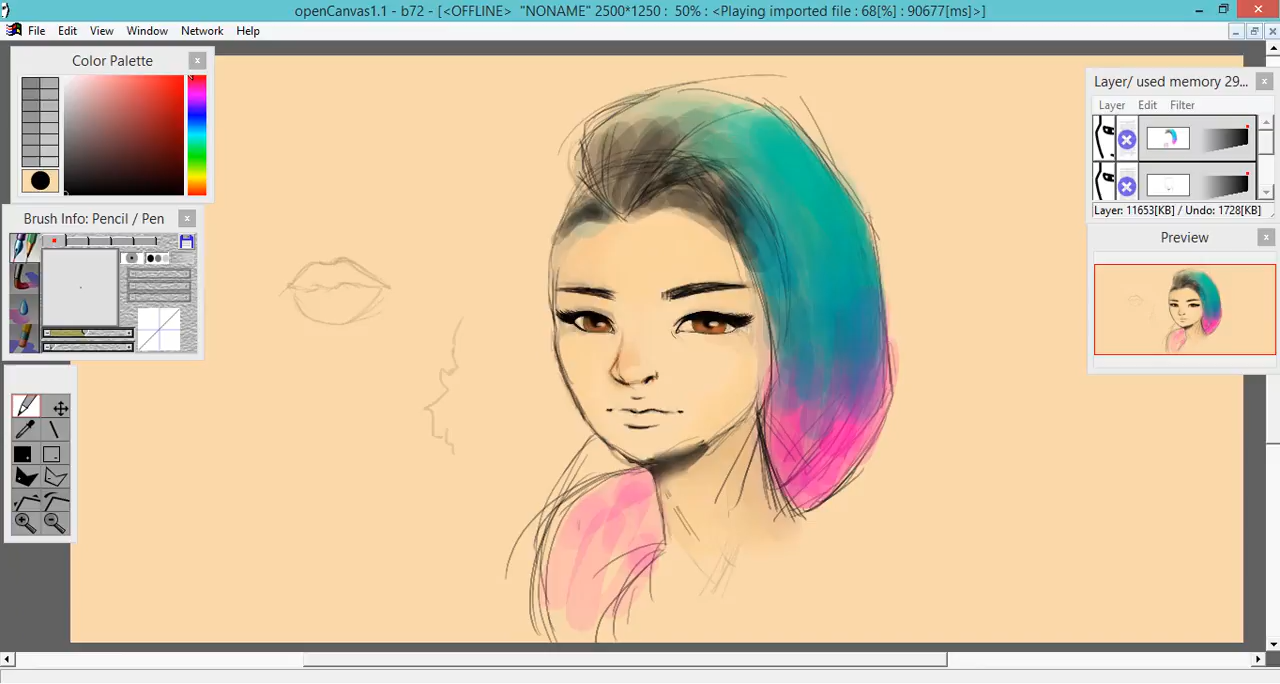 openCanvas1.1 - b72 - [<OFFLINE> "NONAME" 2500*1250 : 50% : <Playing imported file : 68[%] : 90677[ms]>]
File Edit View Window Network Help
Color Palette
Brush Info: Pencil / Pen
Layer/ used memory 29...
Layer Edit Filter
Layer: 11653[KB] / Undo: 1728[KB]
Preview